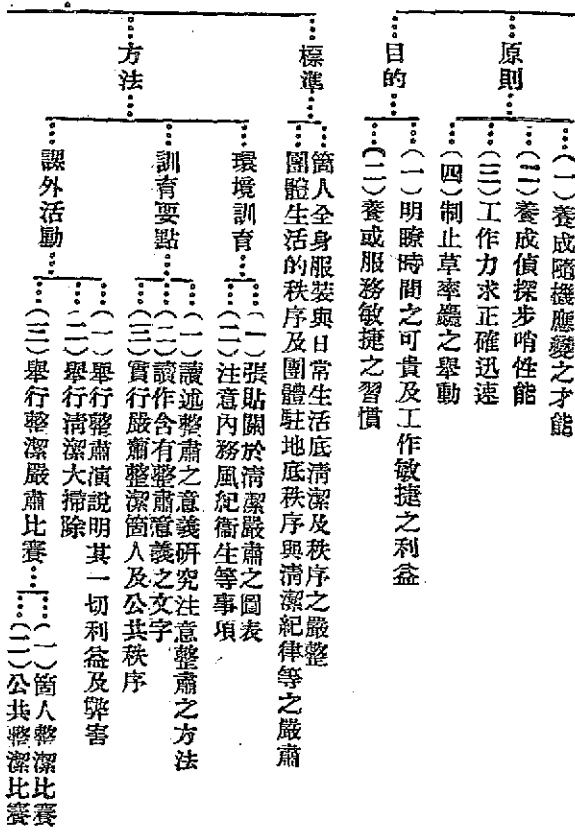 原則
(一)養成隨機應變之才能
(二)養成偵探步哨性能
(三)工作力求正確迅速
(四)制止草率之舉動
目的
(一)明瞭時間之可貴及工作敏捷之利益
(二)養或服務敏捷之習慣
標準
箇人全身服裝與日常生活底清潔及秩序之嚴整
團體生活的秩序及團體駐地底秩序與清潔紀律等之嚴肅
方法
環境訓育
(一)張貼關於清潔嚴肅之圖表
(二)注意內務風紀衞生等事項
訓育要點
(一)講述整肅之意義研究注意整肅之方法
(二)讀作含有整肅意義之文字
(三)實行嚴肅整潔箇人及公共秩序
課外活動
(一)舉行整肅演說明其一切利益及弊害
(二)舉行清潔大掃除
(三)舉行整潔嚴肅比賽
(一)箇人整潔比賽
(二)公共整潔比賽